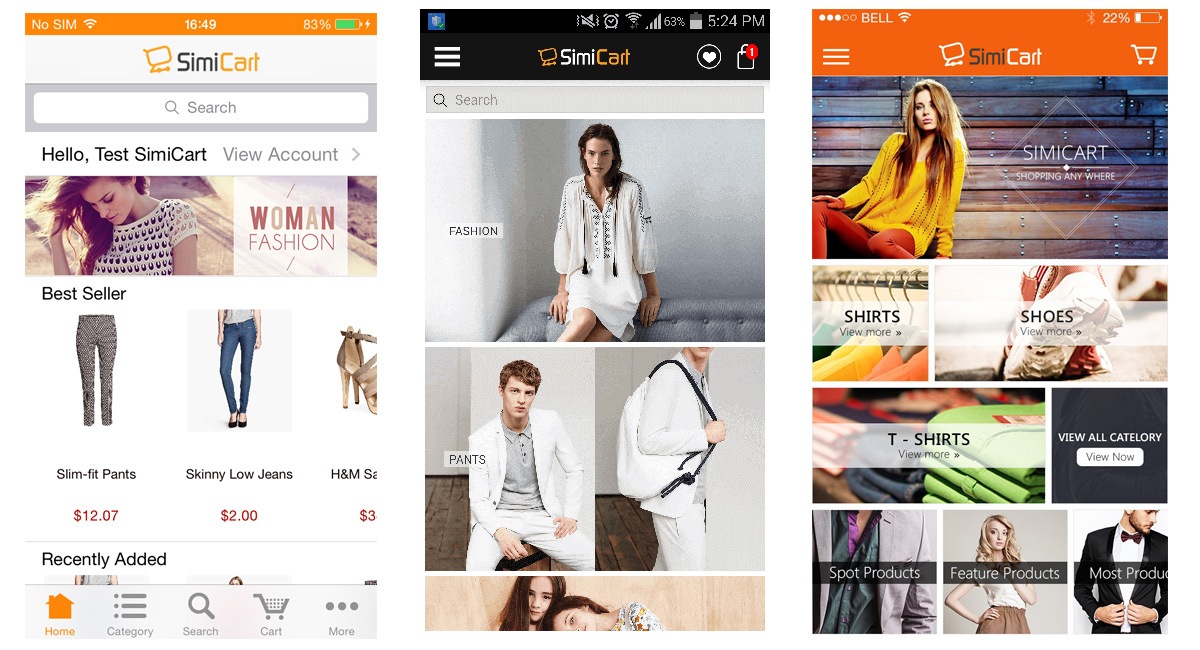 No SIM 16:49 83%
SimiCart
Search
Hello, Test SimiCart View Account
WOMAN
FASHION
Best Seller
Slim-fit Pants Skinny Low Jeans H&M Sa
$12.07 $2.00 $3
Recently Added
Home Category Search Cart More
63% 5:24 PM
SimiCart 1
Search
FASHION
PANTS
BELL 22%
SimiCart
SIMICART
SHOPPING ANY WHERE
SHIRTS SHOES
View more » View more »
T - SHIRTS
View more »
VIEW ALL CATELORY
View Now
Spot Products Feature Products Most Produc